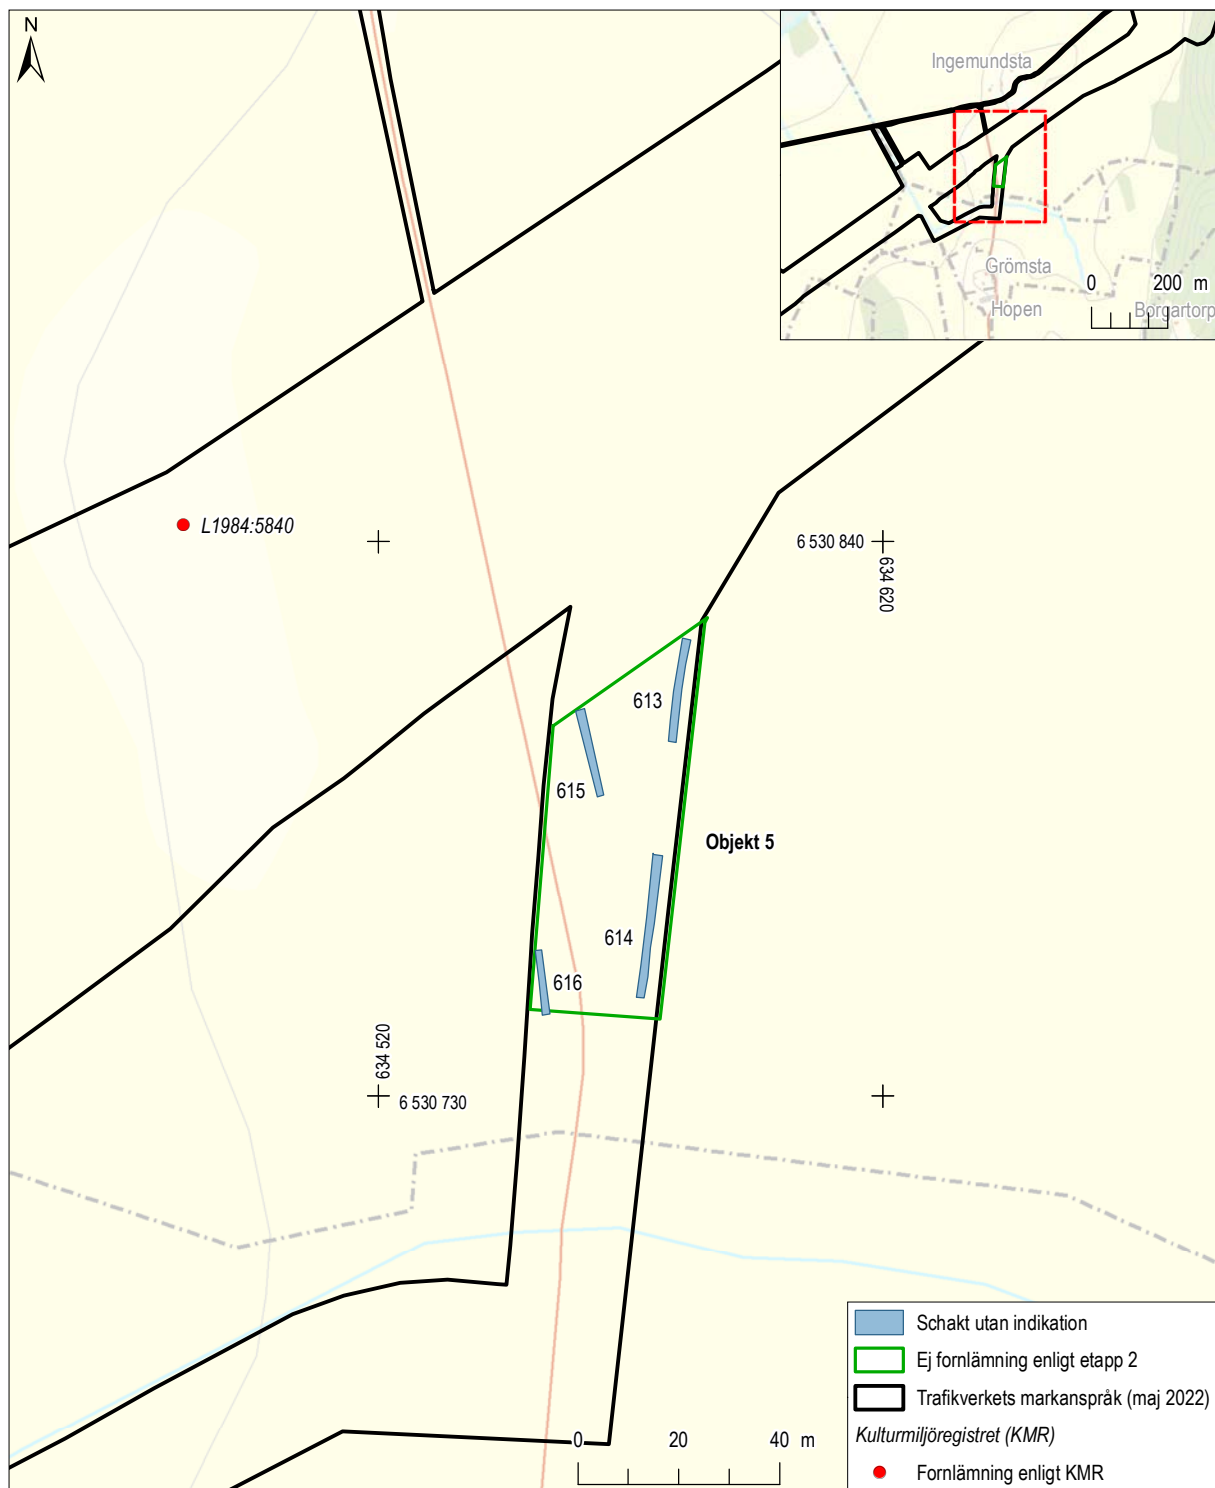 N
Ingemundsta
Grömsta
Hopen
Borgartorp
0 200 m
L1984:5840
6 530 840
634 620
613
615
Objekt 5
614
616
634 520
6 530 730
0 20 40 m
Schakt utan indikation
Ej fornlämning enligt etapp 2
Trafikverkets markanspråk (maj 2022)
Kulturmiljöregistret (KMR)
Fornlämning enligt KMR